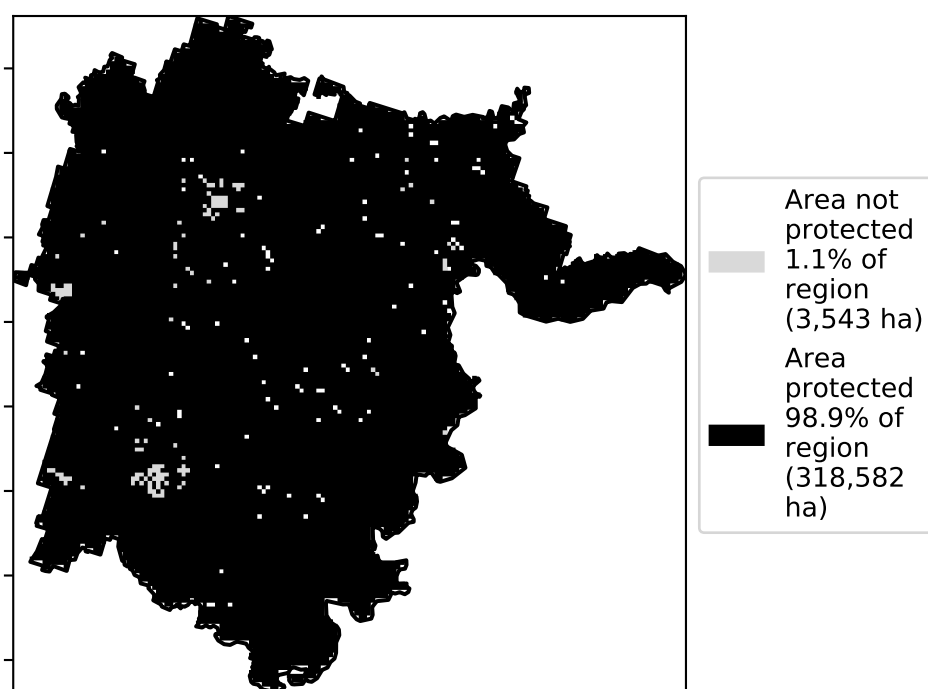 Area not
protected
1.1% of
region
(3,543 ha)
Area
protected
98.9% of
region
(318,582
ha)